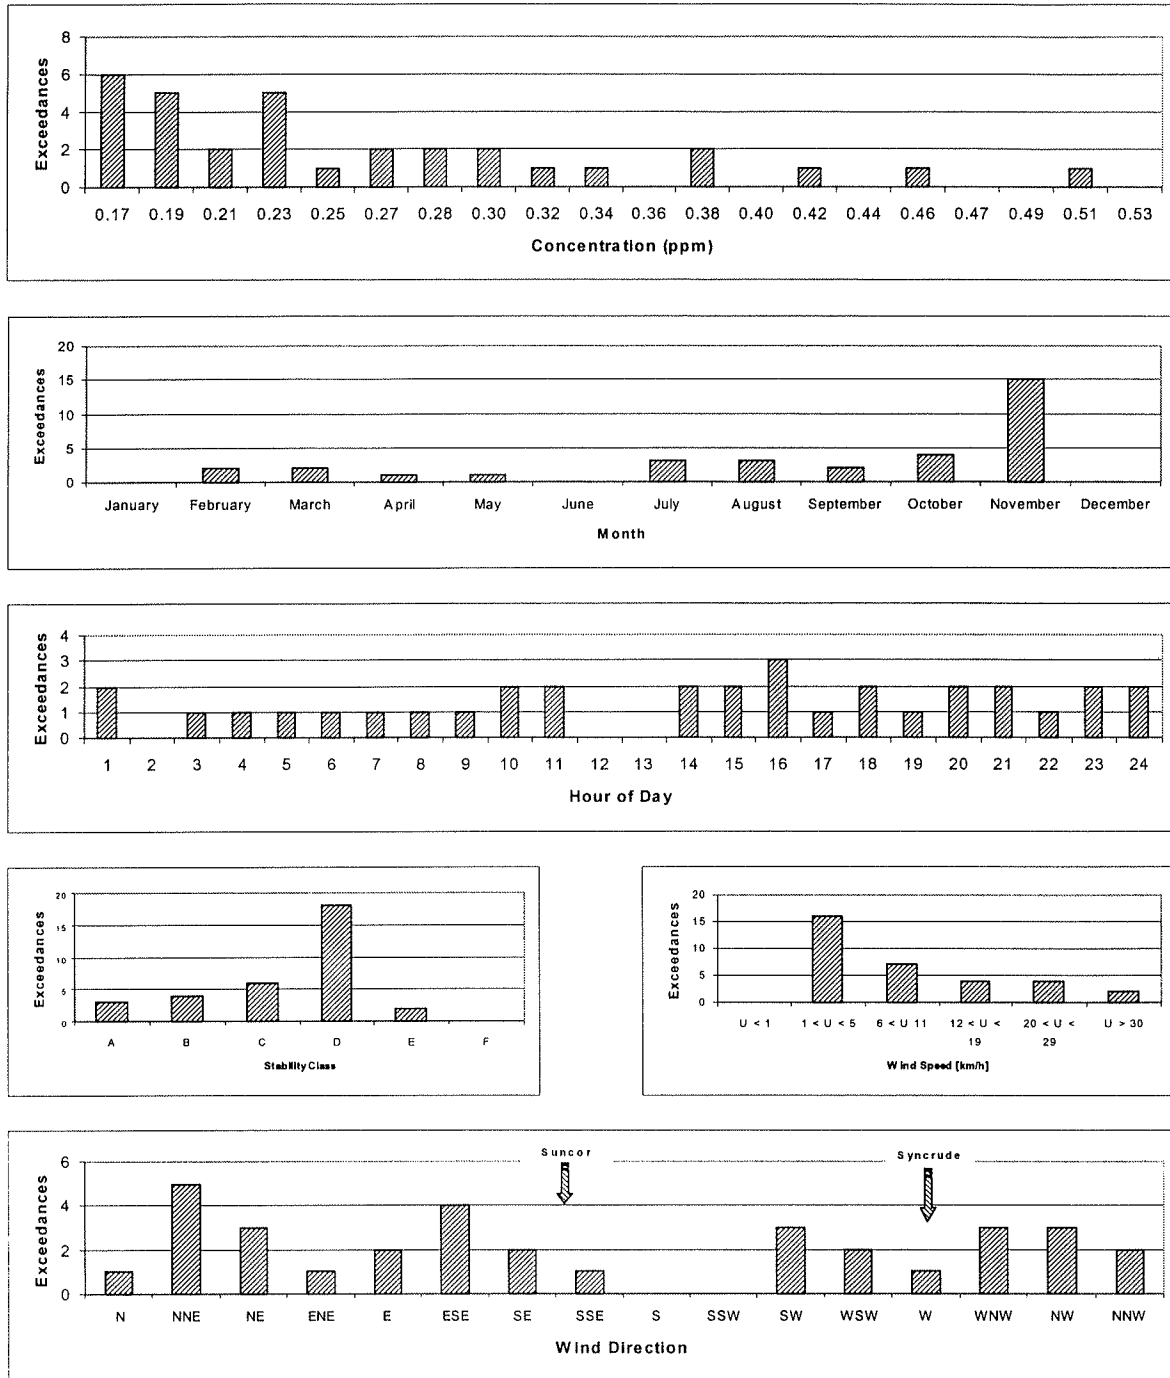 8
6
4
2
0
Exceedances
0.17 0.19 0.21 0.23 0.25 0.27 0.28 0.30 0.32 0.34 0.36 0.38 0.40 0.42 0.44 0.46 0.47 0.49 0.51 0.53
Concentration (ppm)
20
15
10
5
0
Exceedances
January February March April May June July August September October November December
Month
4
3
2
1
0
Exceedances
1 2 3 4 5 6 7 8 9 10 11 12 13 14 15 16 17 18 19 20 21 22 23 24
Hour of Day
20
15
10
5
0
Exceedances
A B C D E F
Stability Class
20
15
10
5
0
Exceedances
U < 1 1 < U < 5 6 < U 11 12 < U < 20 < U < U > 30
19 29
Wind Speed [km/h]
Suncor Syncrude
6
4
2
0
Exceedances
N NNE NE ENE E ESE SE SSE S SSW SW WSW W WNW NW NNW
Wind Direction